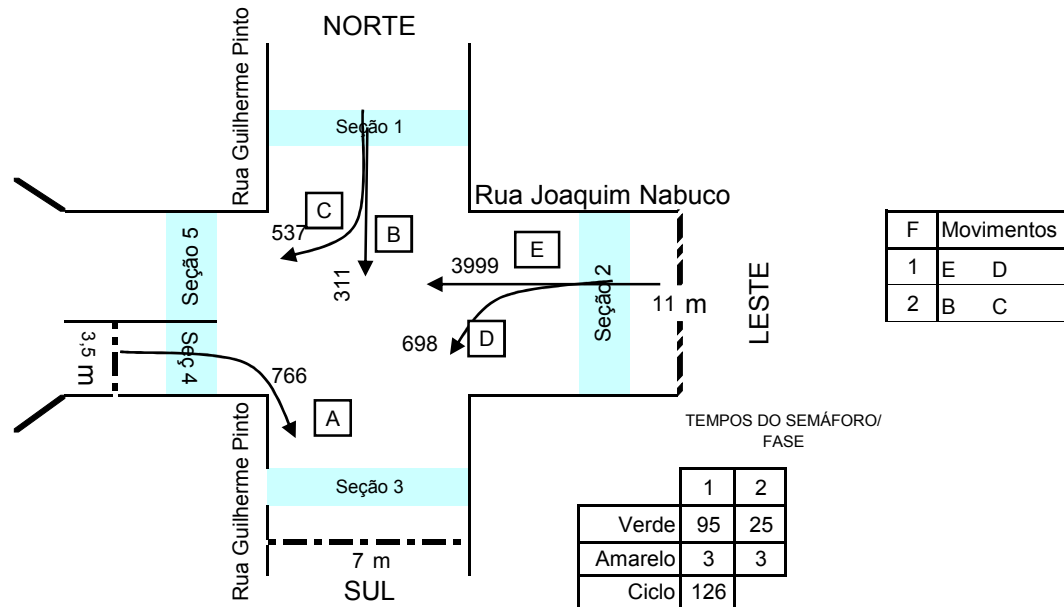 NORTE
Rua Guilherme Pinto
Seção 1
Rua Joaquim Nabuco
C
537
B
311
E
3999
Seção 2
11 m
LESTE
D
698
Seção 5
Seç 4
3,5 m
766
A
Rua Guilherme Pinto
Seção 3
7 m
SUL
F Movimentos
1 E D
2 B C
TEMPOS DO SEMÁFORO/
FASE
1 2
Verde 95 25
Amarelo 3 3
Ciclo 126